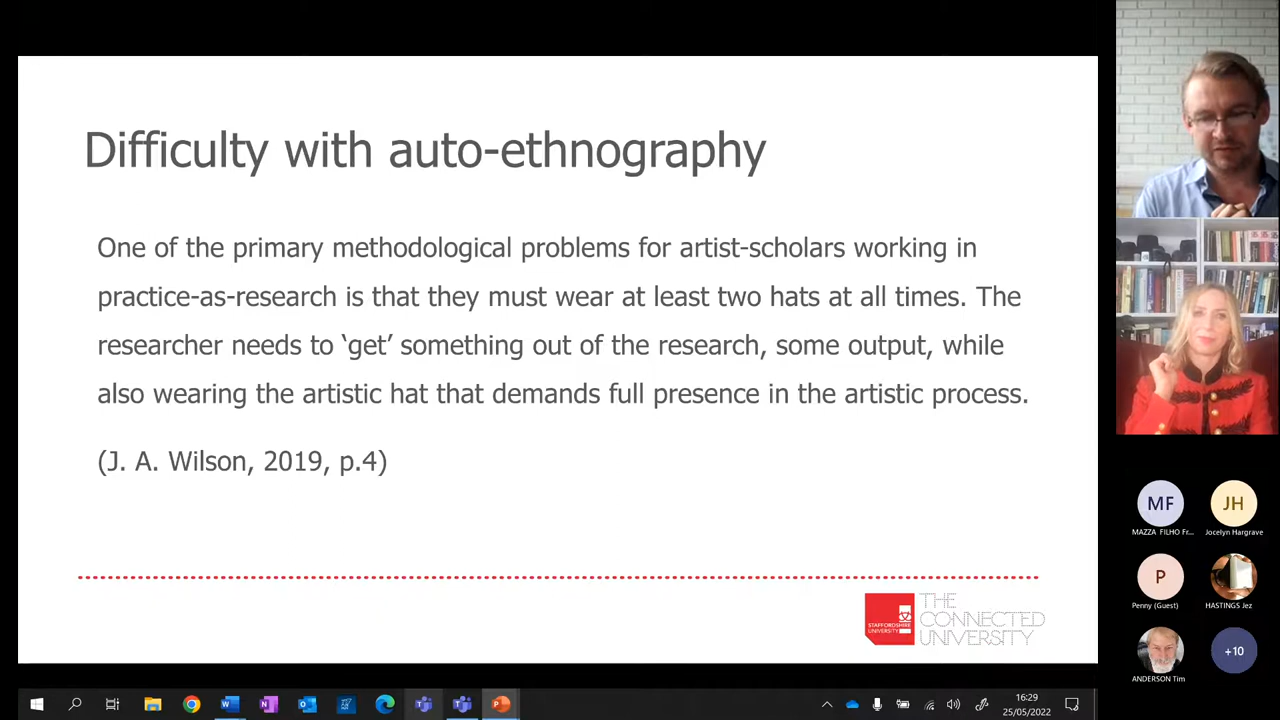 Difficulty with auto-ethnography
One of the primary methodological problems for artist-scholars working in
practice-as-research is that they must wear at least two hats at all times. The
researcher needs to ‘get’ something out of the research, some output, while
also wearing the artistic hat that demands full presence in the artistic process.
(J. A. Wilson, 2019, p.4)
STAFFORDSHIRE
UNIVERSITY
THE
CONNECTED
UNIVERSITY
MF
MAZZA FILHO Fr...
JH
Jocelyn Hargrave
P
Penny (Guest)
HASTINGS Jez
ANDERSON Tim
+10
16:29
25/05/2022